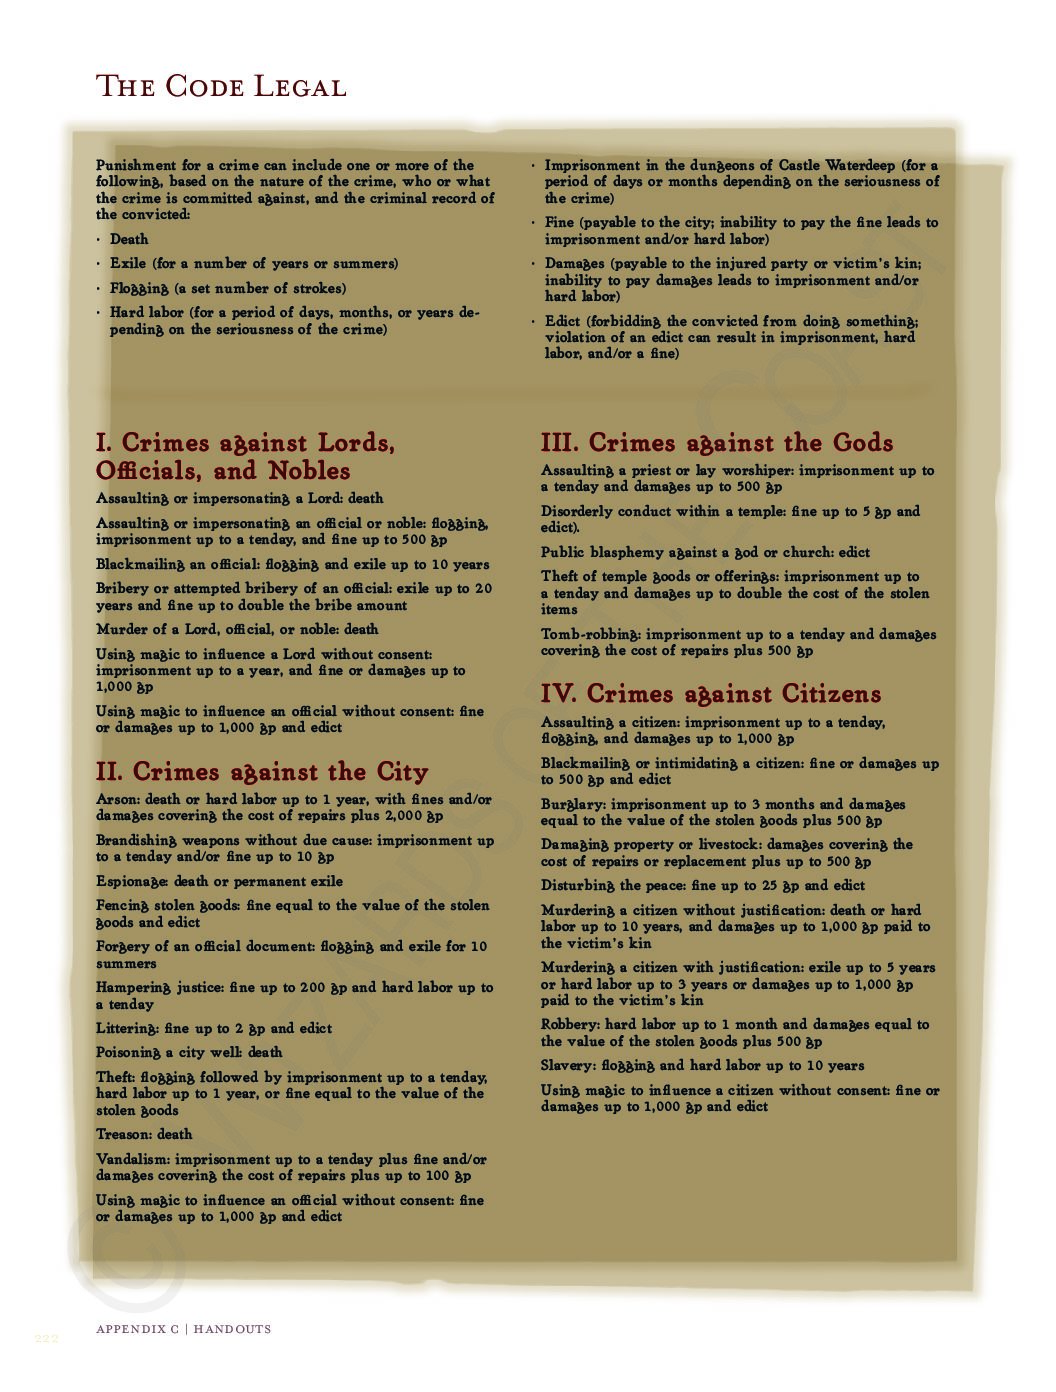 The Code Legal
Punishment for a crime can include one or more of the
following, based on the nature of the crime, who or what
the crime is committed against, and the criminal record of
the convicted:
· Death
· Exile (for a number of years or summers)
· Flogging (a set number of strokes)
· Hard labor (for a period of days, months, or years de-
pending on the seriousness of the crime)
· Imprisonment in the dungeons of Castle Waterdeep (for a
period of days or months depending on the seriousness of
the crime)
· Fine (payable to the city; inability to pay the fine leads to
imprisonment and/or hard labor)
· Damages (payable to the injured party or victim's kin;
inability to pay damages leads to imprisonment and/or
hard labor)
· Edict (forbidding the convicted from doing something;
violation of an edict can result in imprisonment, hard
labor, and/or a fine)
I. Crimes against Lords,
Officials, and Nobles
Assaulting or impersonating a Lord: death
Assaulting or impersonating an official or noble: flogging,
imprisonment up to a tenday, and fine up to 500 gp
Blackmailing an official: flogging and exile up to 10 years
Bribery or attempted bribery of an official: exile up to 20
years and fine up to double the bribe amount
Murder of a Lord, official, or noble: death
Using magic to influence a Lord without consent:
imprisonment up to a year, and fine or damages up to
1,000 gp
Using magic to influence an official without consent: fine
or damages up to 1,000 gp and edict
II. Crimes against the City
Arson: death or hard labor up to 1 year, with fines and/or
damages covering the cost of repairs plus 2,000 gp
Brandishing weapons without due cause: imprisonment up
to a tenday and/or fine up to 10 gp
Espionage: death or permanent exile
Fencing stolen goods: fine equal to the value of the stolen
goods and edict
Forgery of an official document: flogging and exile for 10
summers
Hampering justice: fine up to 200 gp and hard labor up to
a tenday
Littering: fine up to 2 gp and edict
Poisoning a city well: death
Theft: flogging followed by imprisonment up to a tenday,
hard labor up to 1 year, or fine equal to the value of the
stolen goods
Treason: death
Vandalism: imprisonment up to a tenday plus fine and/or
damages covering the cost of repairs plus up to 100 gp
Using magic to influence an official without consent: fine
or damages up to 1,000 gp and edict
III. Crimes against the Gods
Assaulting a priest or lay worshiper: imprisonment up to
a tenday and damages up to 500 gp
Disorderly conduct within a temple: fine up to 5 gp and
edict).
Public blasphemy against a god or church: edict
Theft of temple goods or offerings: imprisonment up to
a tenday and damages up to double the cost of the stolen
items
Tomb-robbing: imprisonment up to a tenday and damages
covering the cost of repairs plus 500 gp
IV. Crimes against Citizens
Assaulting a citizen: imprisonment up to a tenday,
flogging, and damages up to 1,000 gp
Blackmailing or intimidating a citizen: fine or damages up
to 500 gp and edict
Burglary: imprisonment up to 3 months and damages
equal to the value of the stolen goods plus 500 gp
Damaging property or livestock: damages covering the
cost of repairs or replacement plus up to 500 gp
Disturbing the peace: fine up to 25 gp and edict
Murdering a citizen without justification: death or hard
labor up to 10 years, and damages up to 1,000 gp paid to
the victim's kin
Murdering a citizen with justification: exile up to 5 years
or hard labor up to 3 years or damages up to 1,000 gp
paid to the victim's kin
Robbery: hard labor up to 1 month and damages equal to
the value of the stolen goods plus 500 gp
Slavery: flogging and hard labor up to 10 years
Using magic to influence a citizen without consent: fine or
damages up to 1,000 gp and edict
222
APPENDIX C | HANDOUTS